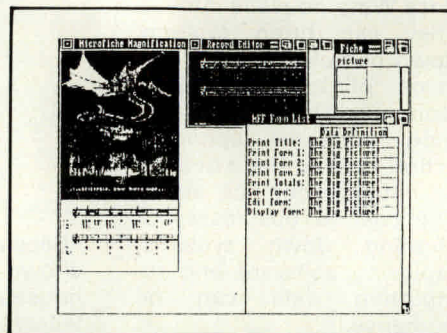 Microfiche Magnification
Record Editor
Fiche
picture
MFF Form List
Data Definition
Print Title: The Big Picture!
Print Form 1: The Big Picture!
Print Form 2: The Big Picture!
Print Form 3: The Big Picture!
Print Totals: The Big Picture!
Sort Form: The Big Picture!
Edit Form: The Big Picture!
Display Form: The Big Picture!